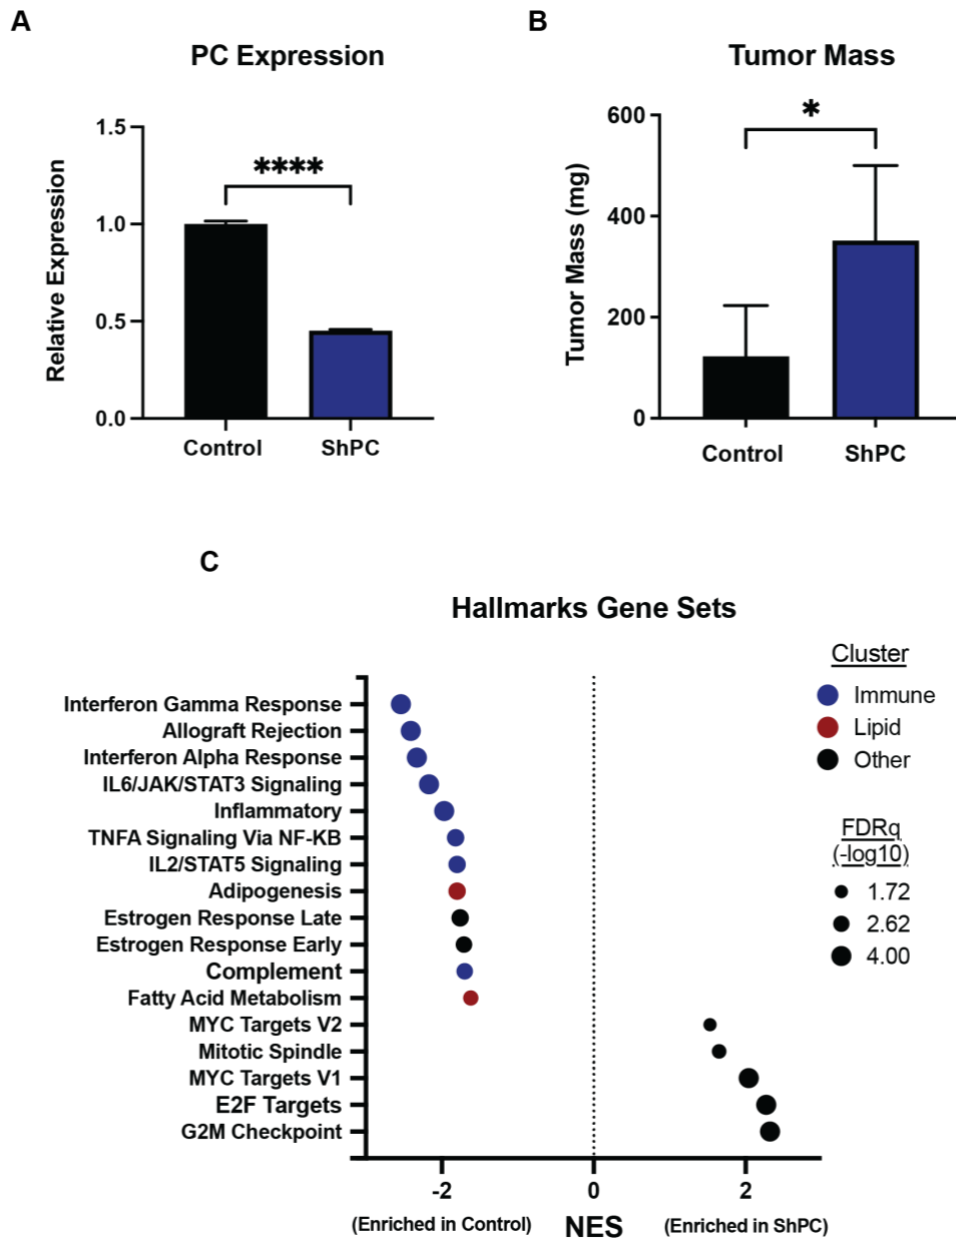 A
B
PC Expression
Tumor Mass
1.5
1.0
0.5
0.0
Relative Expression
****
Control
ShPC
600
400
200
0
Tumor Mass (mg)
*
Control
ShPC
C
Hallmarks Gene Sets
Interferon Gamma Response
Allograft Rejection
Interferon Alpha Response
IL6/JAK/STAT3 Signaling
Inflammatory
TNFA Signaling Via NF-KB
IL2/STAT5 Signaling
Adipogenesis
Estrogen Response Late
Estrogen Response Early
Complement
Fatty Acid Metabolism
MYC Targets V2
Mitotic Spindle
MYC Targets V1
E2F Targets
G2M Checkpoint
Cluster
Immune
Lipid
Other
FDRq
(-log10)
1.72
2.62
4.00
-2
0
2
(Enriched in Control)
NES
(Enriched in ShPC)